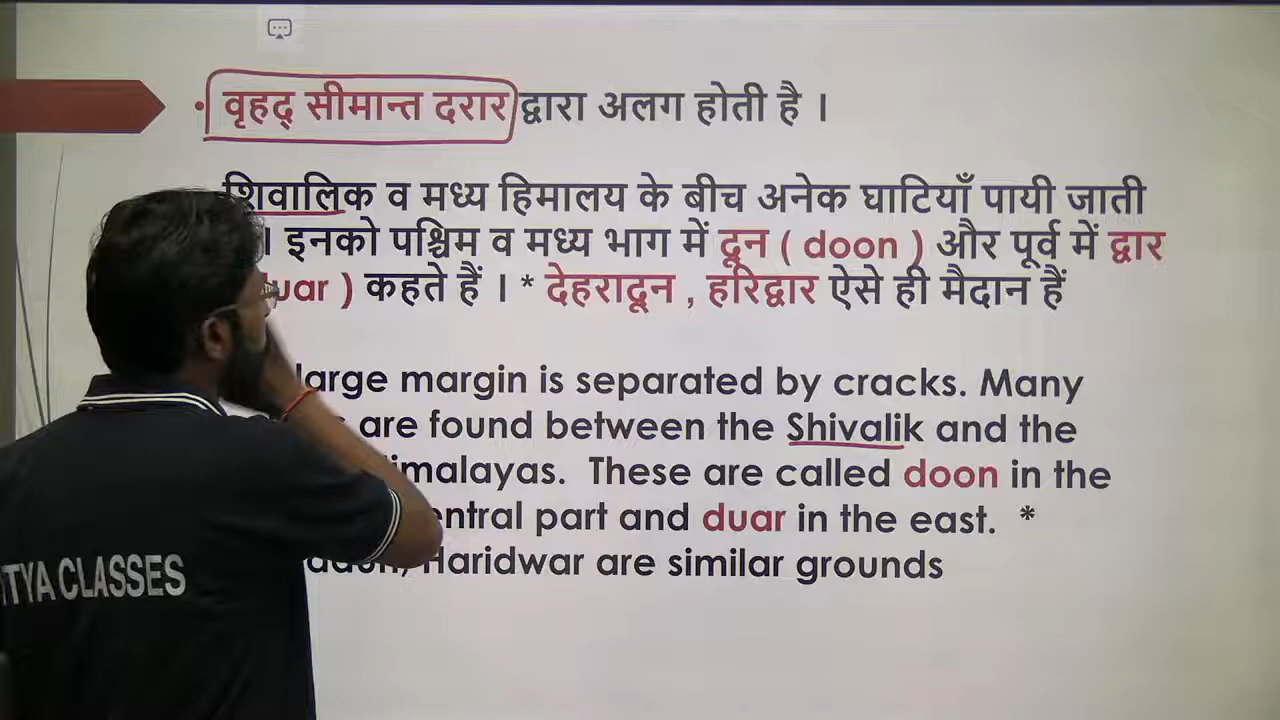 • वृहद् सीमान्त दरार द्वारा अलग होती है ।
शिवालिक व मध्य हिमालय के बीच अनेक घाटियाँ पायी जाती
। इनको पश्चिम व मध्य भाग में दून ( doon ) और पूर्व में द्वार
uar ) कहते हैं । * देहरादून , हरिद्वार ऐसे ही मैदान हैं
large margin is separated by cracks. Many
are found between the Shivalik and the
Himalayas. These are called doon in the
entral part and duar in the east. *
Haridwar are similar grounds
TYA CLASSES